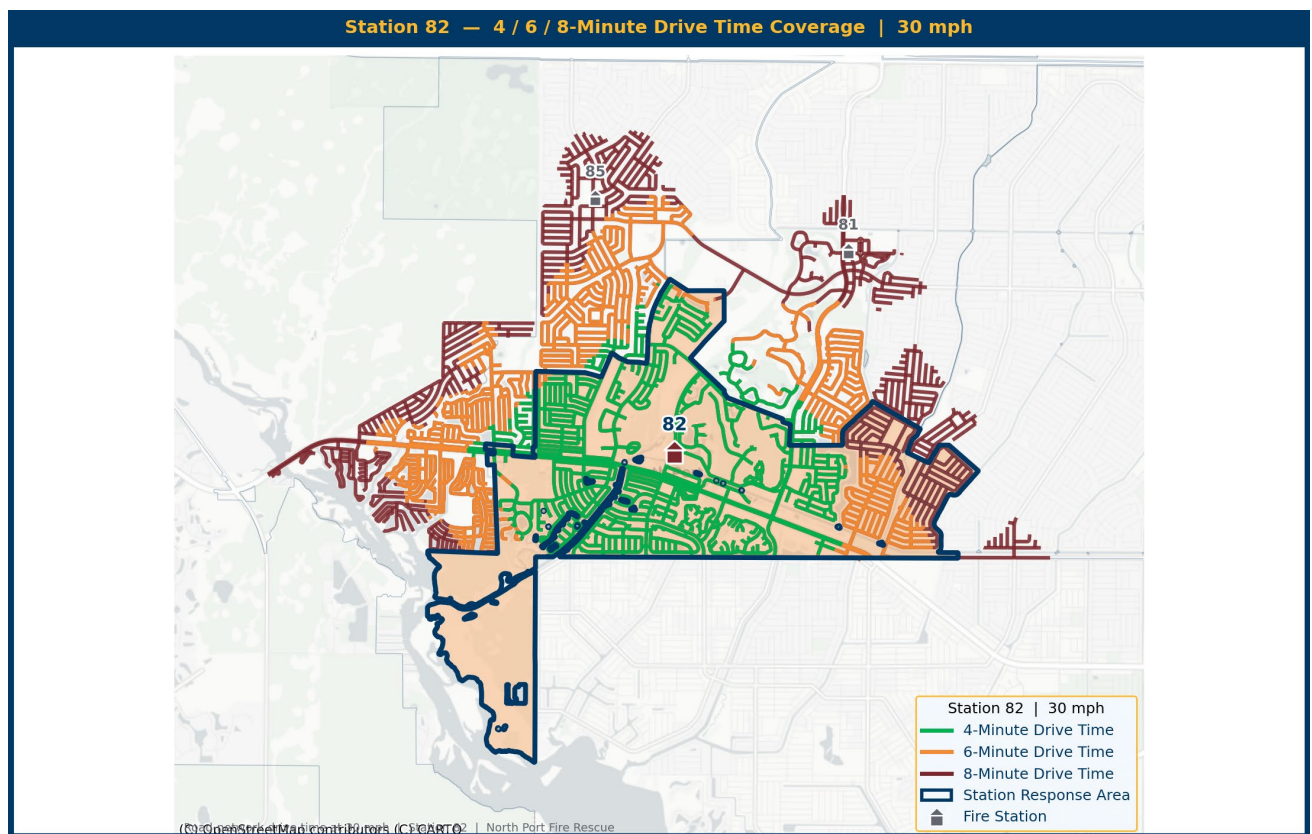 Station 82 — 4 / 6 / 8-Minute Drive Time Coverage | 30 mph
85
81
82
Station 82 | 30 mph
4-Minute Drive Time
6-Minute Drive Time
8-Minute Drive Time
Station Response Area
Fire Station
(C) OpenStreetMap contributors (C) CARTO
82 | North Port Fire Rescue